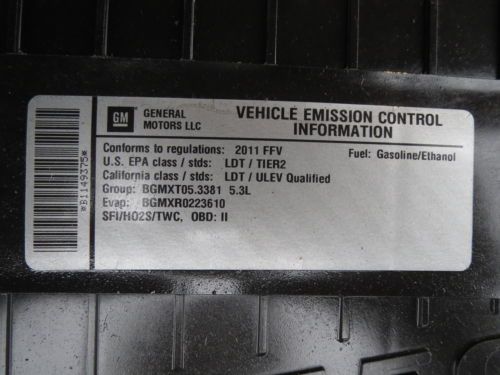 GM
GENERAL
MOTORS LLC
VEHICLE EMISSION CONTROL
INFORMATION
Conforms to regulations: 2011 FFV
Fuel: Gasoline/Ethanol
U.S. EPA class / stds: LDT / TIER2
California class / stds: LDT / ULEV Qualified
Group: BGMXT05.3381 5.3L
Evap: BGMXR0223610
SFI/HO2S/TWC, OBD: II
*B1149375*